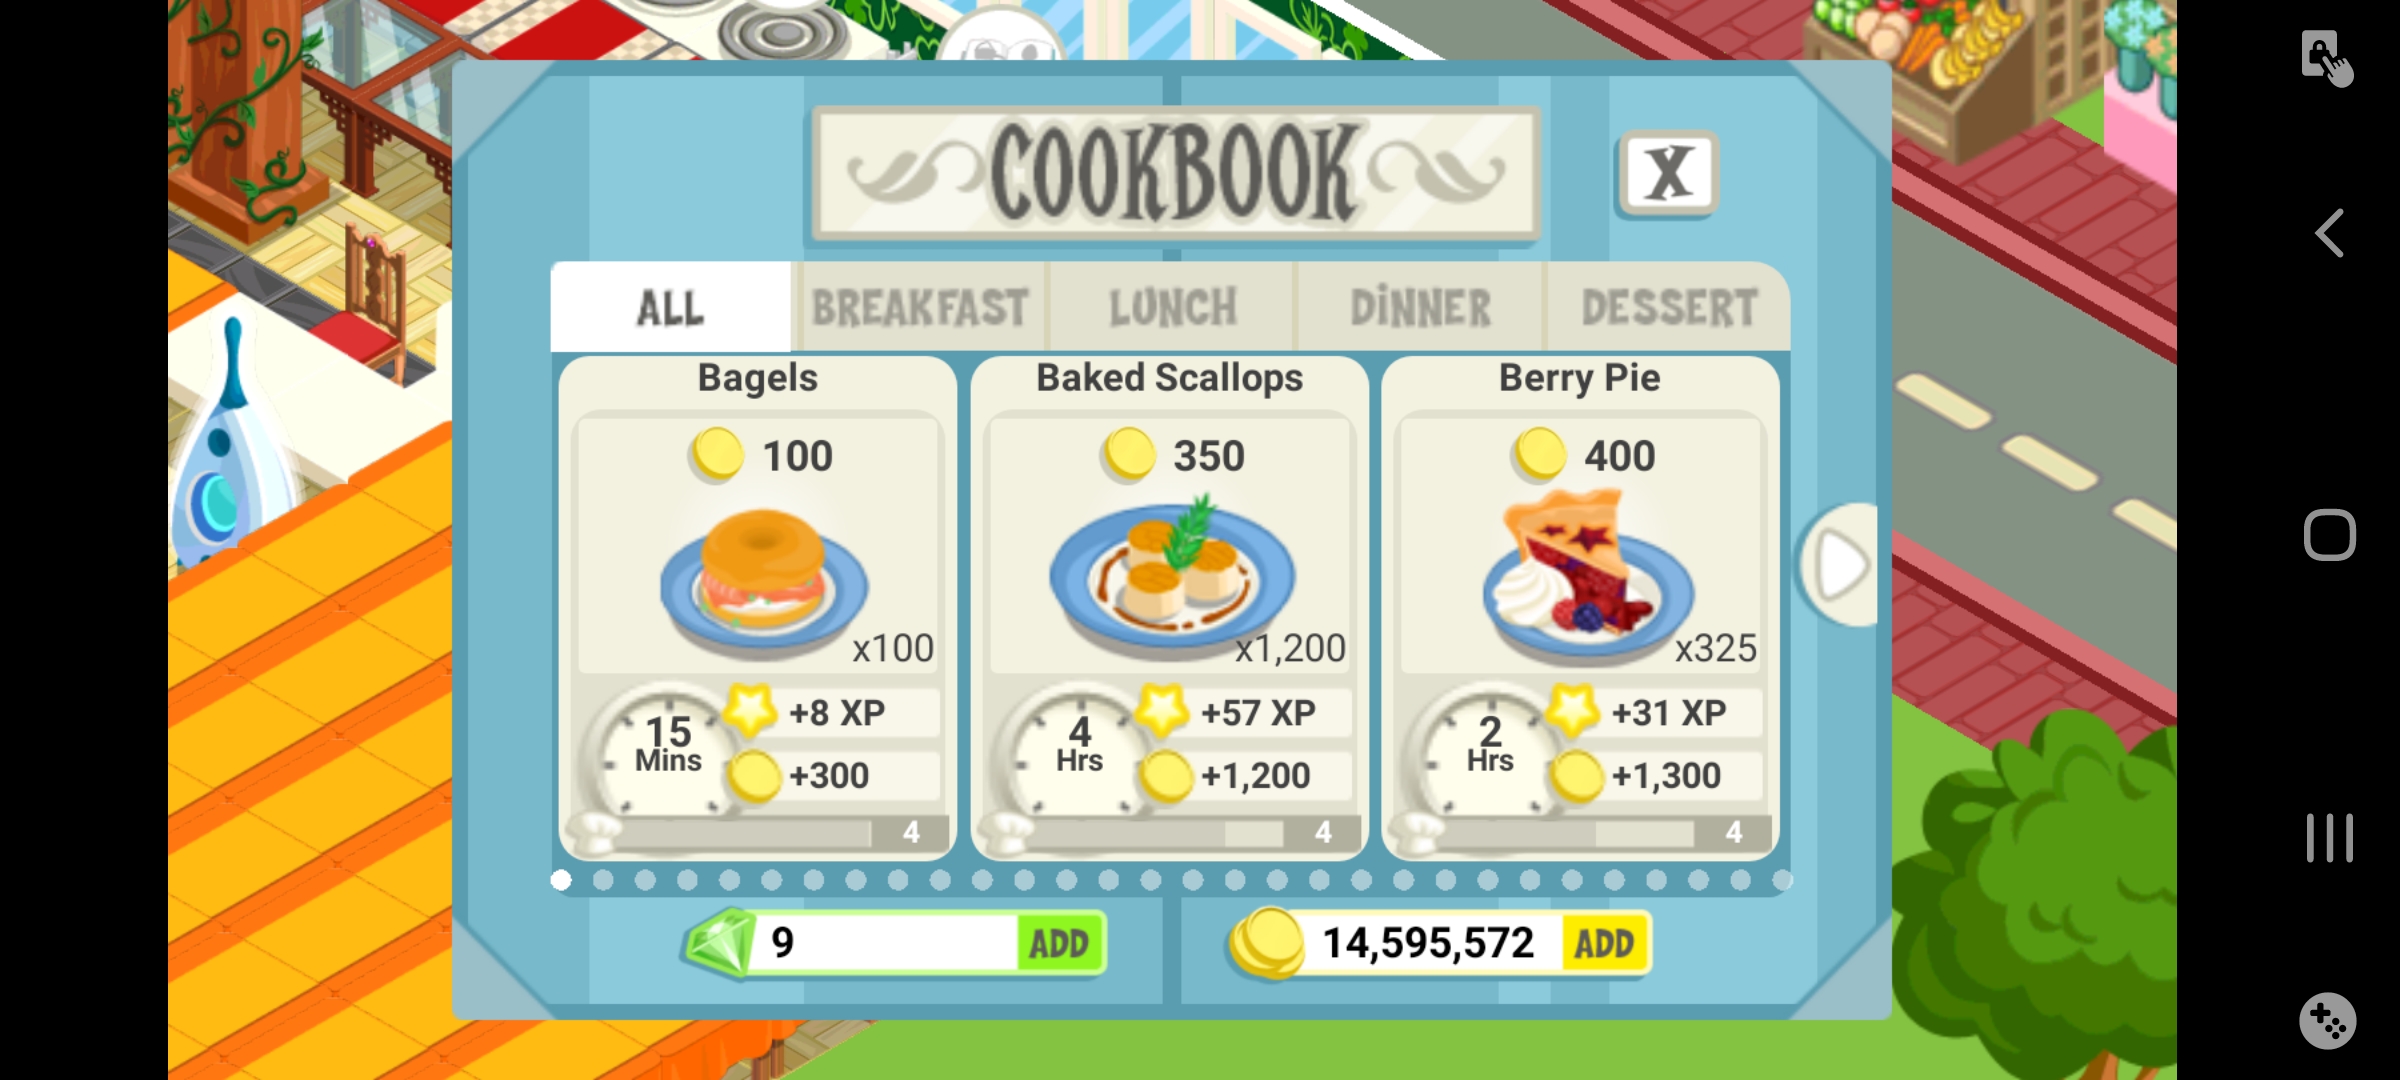 COOKBOOK
X
ALL
BREAKFAST
LUNCH
DINNER
DESSERT
Bagels
100
x100
15
Mins
+8 XP
+300
4
Baked Scallops
350
x1,200
4
Hrs
+57 XP
+1,200
4
Berry Pie
400
x325
2
Hrs
+31 XP
+1,300
4
9
ADD
14,595,572
ADD